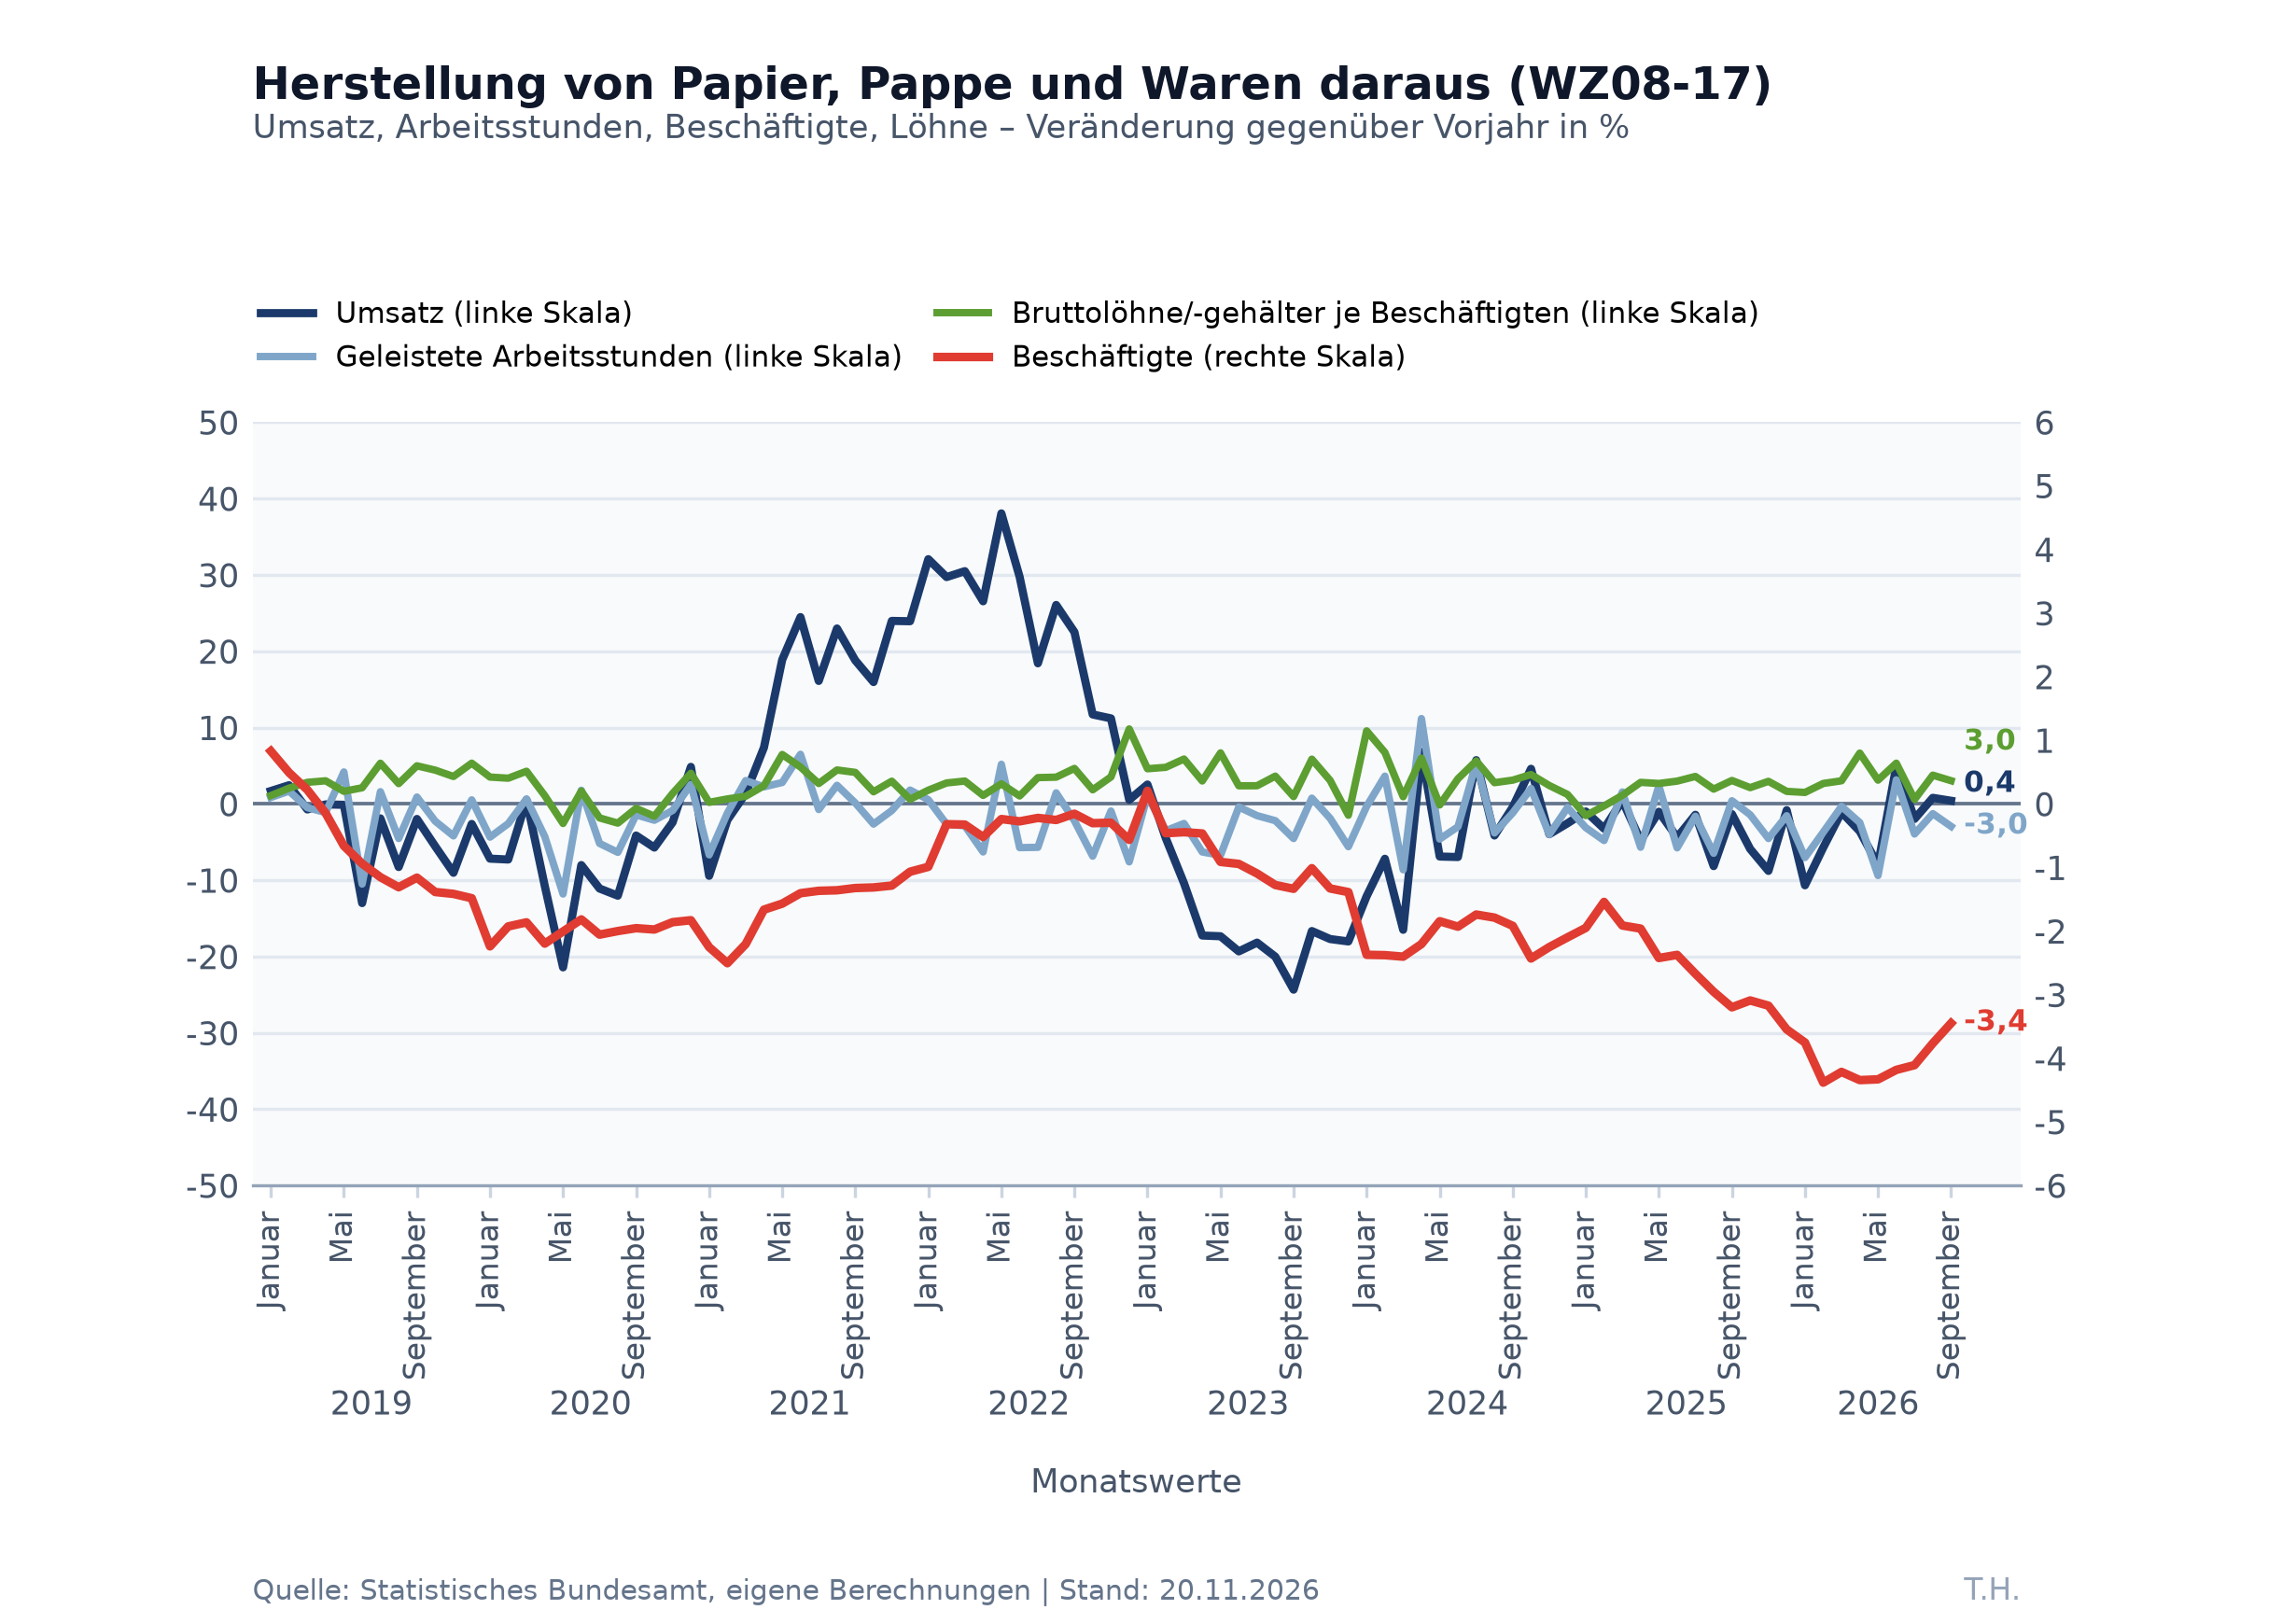 Herstellung von Papier, Pappe und Waren daraus (WZ08-17)
Umsatz, Arbeitsstunden, Beschäftigte, Löhne – Veränderung gegenüber Vorjahr in %
Umsatz (linke Skala)
Geleistete Arbeitsstunden (linke Skala)
Bruttolöhne/-gehälter je Beschäftigten (linke Skala)
Beschäftigte (rechte Skala)
50
40
30
20
10
0
-10
-20
-30
-40
-50
6
5
4
3
2
1
0
-1
-2
-3
-4
-5
-6
3,0
0,4
-3,0
-3,4
Januar
Mai
September
Januar
Mai
September
Januar
Mai
September
Januar
Mai
September
Januar
Mai
September
Januar
Mai
September
Januar
Mai
September
Januar
Mai
September
2019
2020
2021
2022
2023
2024
2025
2026
Monatswerte
Quelle: Statistisches Bundesamt, eigene Berechnungen | Stand: 20.11.2026
T.H.